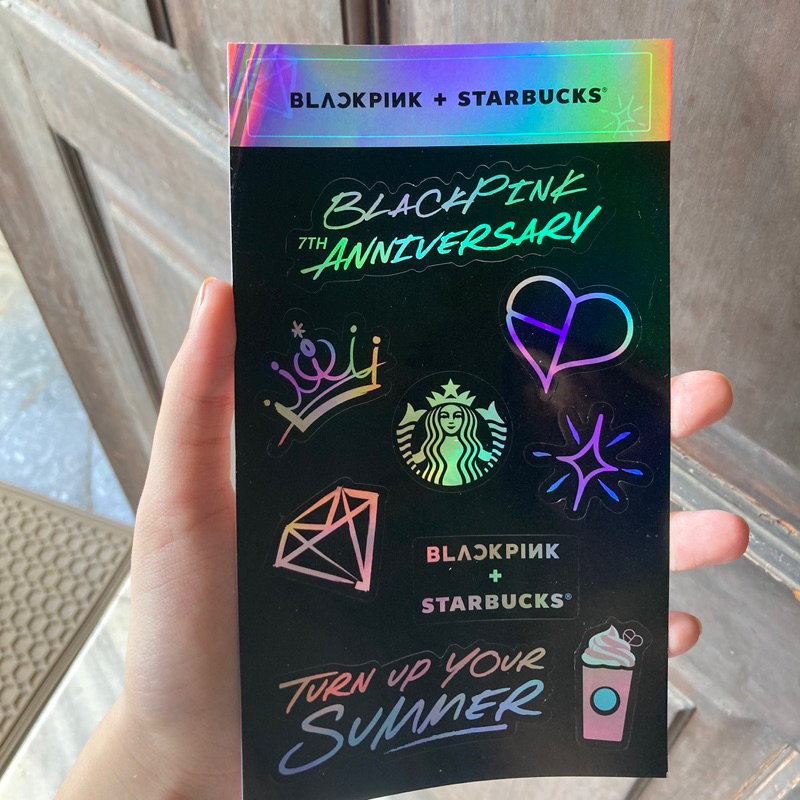 BLACKPINK + STARBUCKS®
BLACKPINK
7TH ANNIVERSARY
BLACKPINK
+
STARBUCKS®
TURN UP YOUR
SUMMER